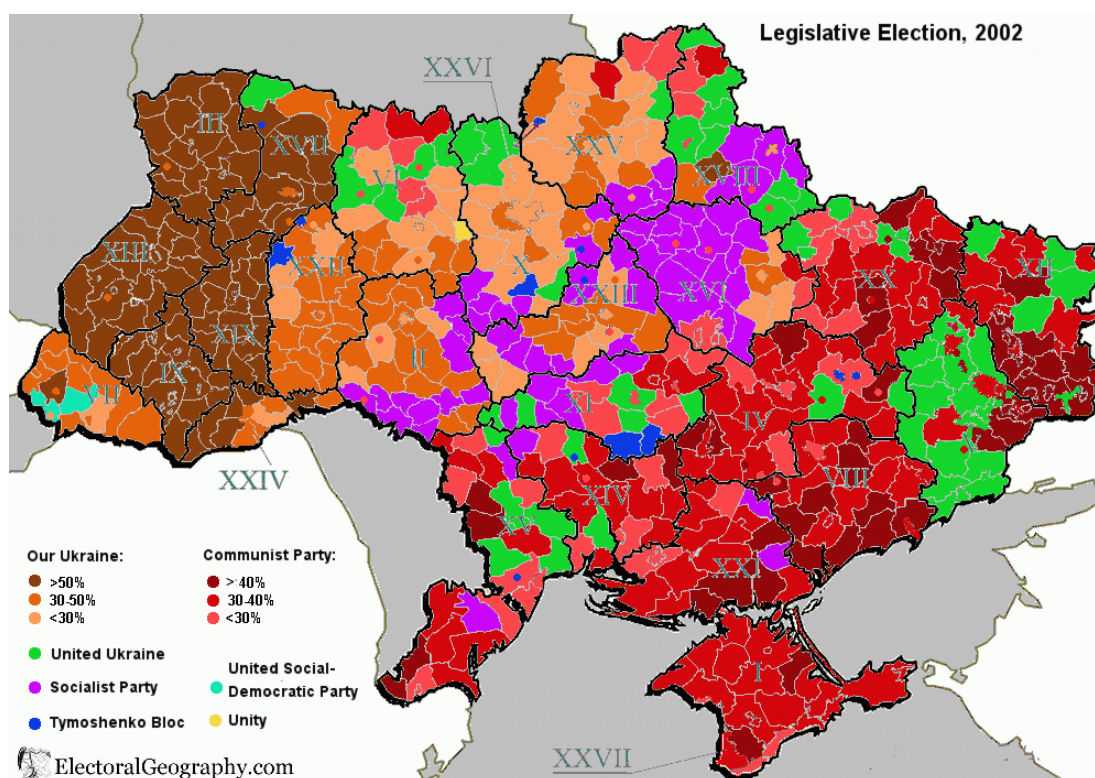 Legislative Election, 2002
XXVI
III
XVII
XXV
VI
XVIII
XIII
XXII
X
XXIII
XVI
XX
XII
XIX
II
IX
VII
XI
IV
V
VIII
XXIV
XIV
XV
XXI
I
XXVII
Our Ukraine:
>50%
30-50%
<30%
Communist Party:
>40%
30-40%
<30%
United Ukraine
Socialist Party
Tymoshenko Bloc
United Social-
Democratic Party
Unity
ElectoralGeography.com